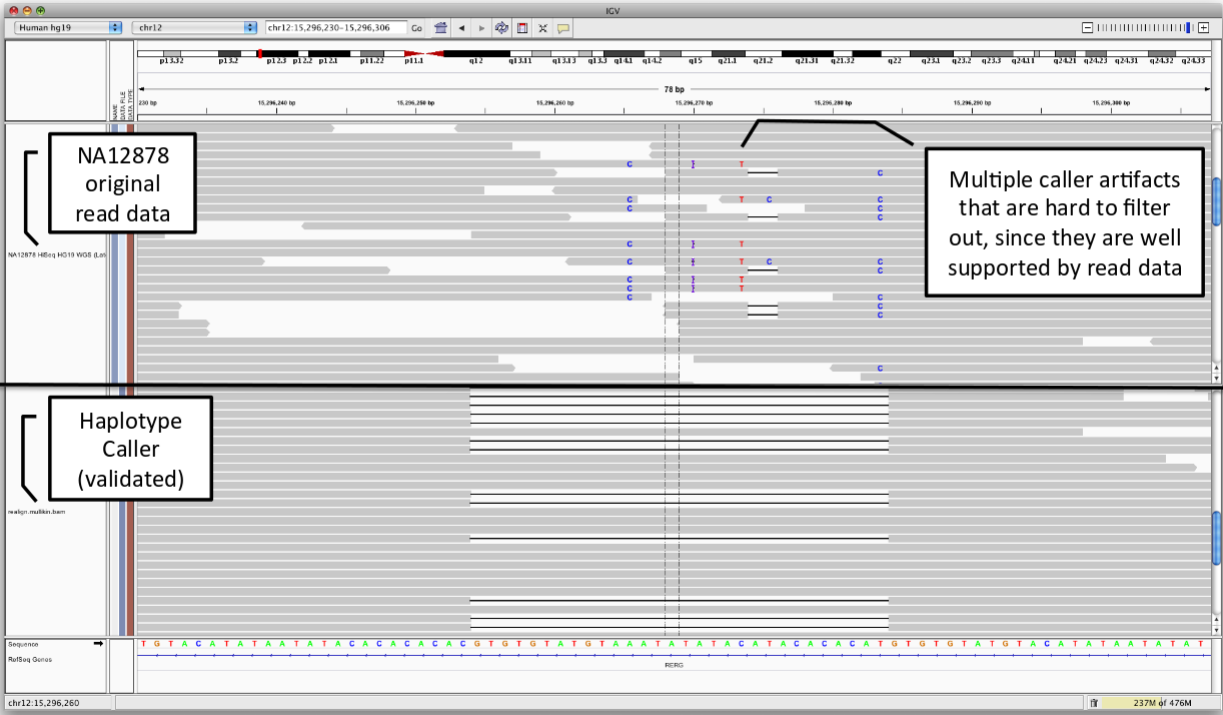 IGV
Human hg19 chr12 chr12:15,296,230-15,296,306 Go
p13.32 p13.2 p12.3 p12.2 p12.1 p11.22 p11.1 q12 q13.11 q13.13 q13.3 q14.1 q14.2 q15 q21.1 q21.2 q21.31 q21.32 q22 q23.1 q23.2 q23.3 q24.11 q24.21 q24.23 q24.31 q24.32 q24.33
78 bp
230 bp 15,296,240 bp 15,296,250 bp 15,296,260 bp 15,296,270 bp 15,296,280 bp 15,296,290 bp 15,296,300 bp
NAME
DATA FILE
DATA TYPE
NA12878
original
read data
Multiple caller artifacts
that are hard to filter
out, since they are well
supported by read data
C T
C
C T C C
C C
C
C T
C T C C
C
C T
C T
C C
C
C
C
NA12878 HiSeq HG19 WGS (Lan
Haplotype
Caller
(validated)
realign.mullikin.bam
Sequence
T G T A C A T A T A A T A T A C A C A C A C A C G T G T G T A T G T A A A T A T A T A C A T A C A C A C A T G T G T G T A T G T A C A T A T A A T A T A T
RefSeq Genes
RERG
chr12:15,296,260
237M of 476M